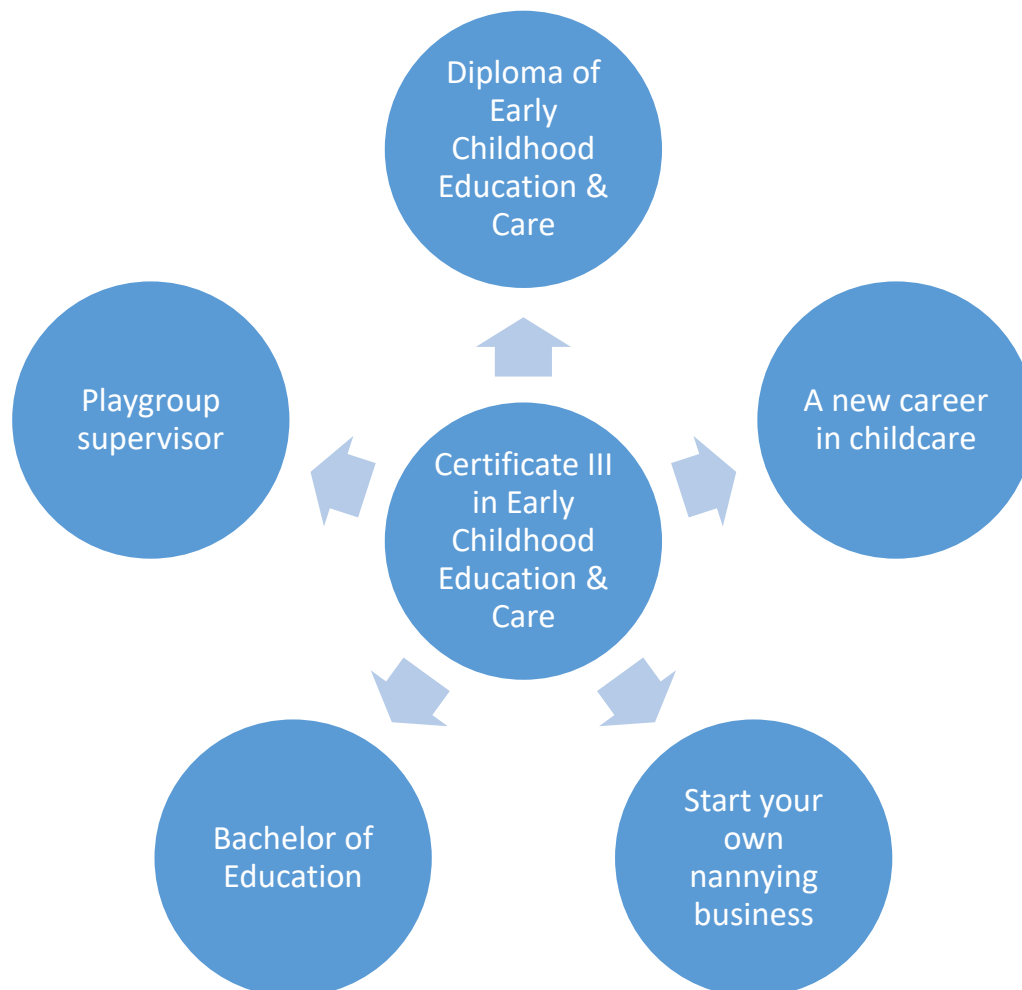 Diploma of
Early
Childhood
Education &
Care
Playgroup
supervisor
A new career
in childcare
Certificate III
in Early
Childhood
Education &
Care
Bachelor of
Education
Start your
own
nannying
business